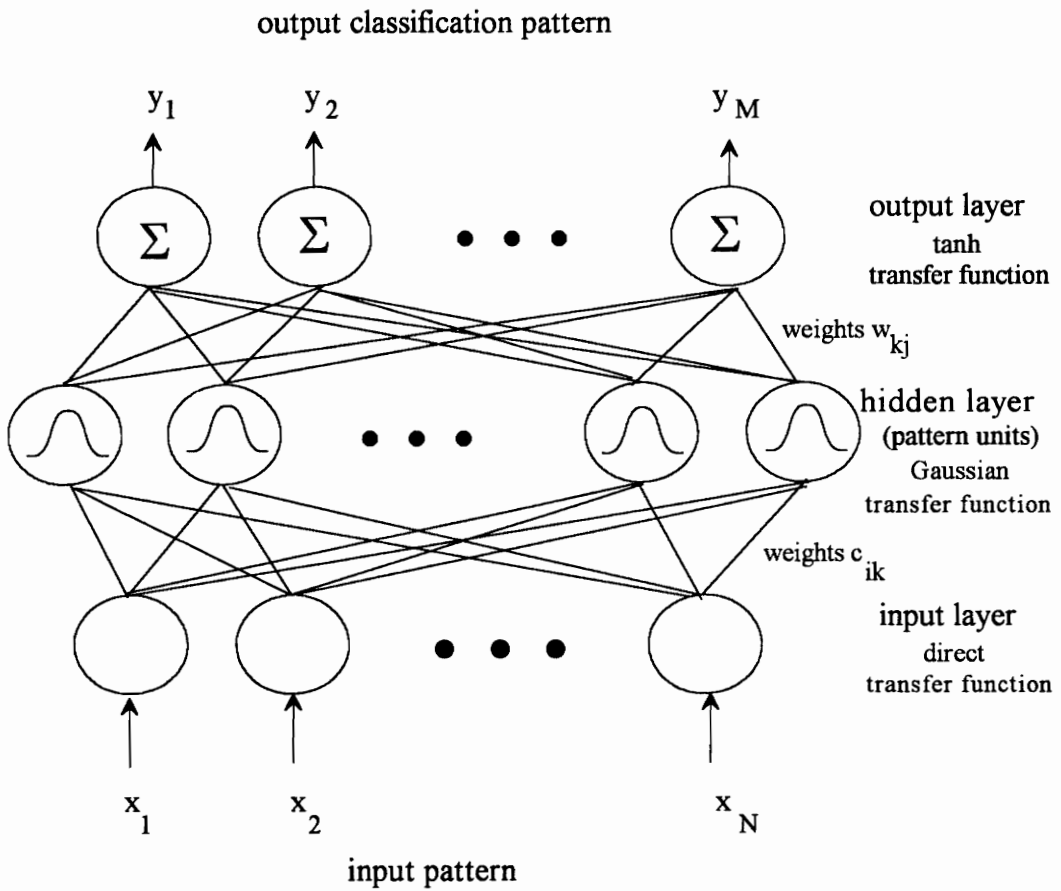 output classification pattern
y1 y2 yM
Σ Σ Σ
output layer
tanh
transfer function
weights wkj
hidden layer
(pattern units)
Gaussian
transfer function
weights cik
input layer
direct
transfer function
x1 x2 xN
input pattern